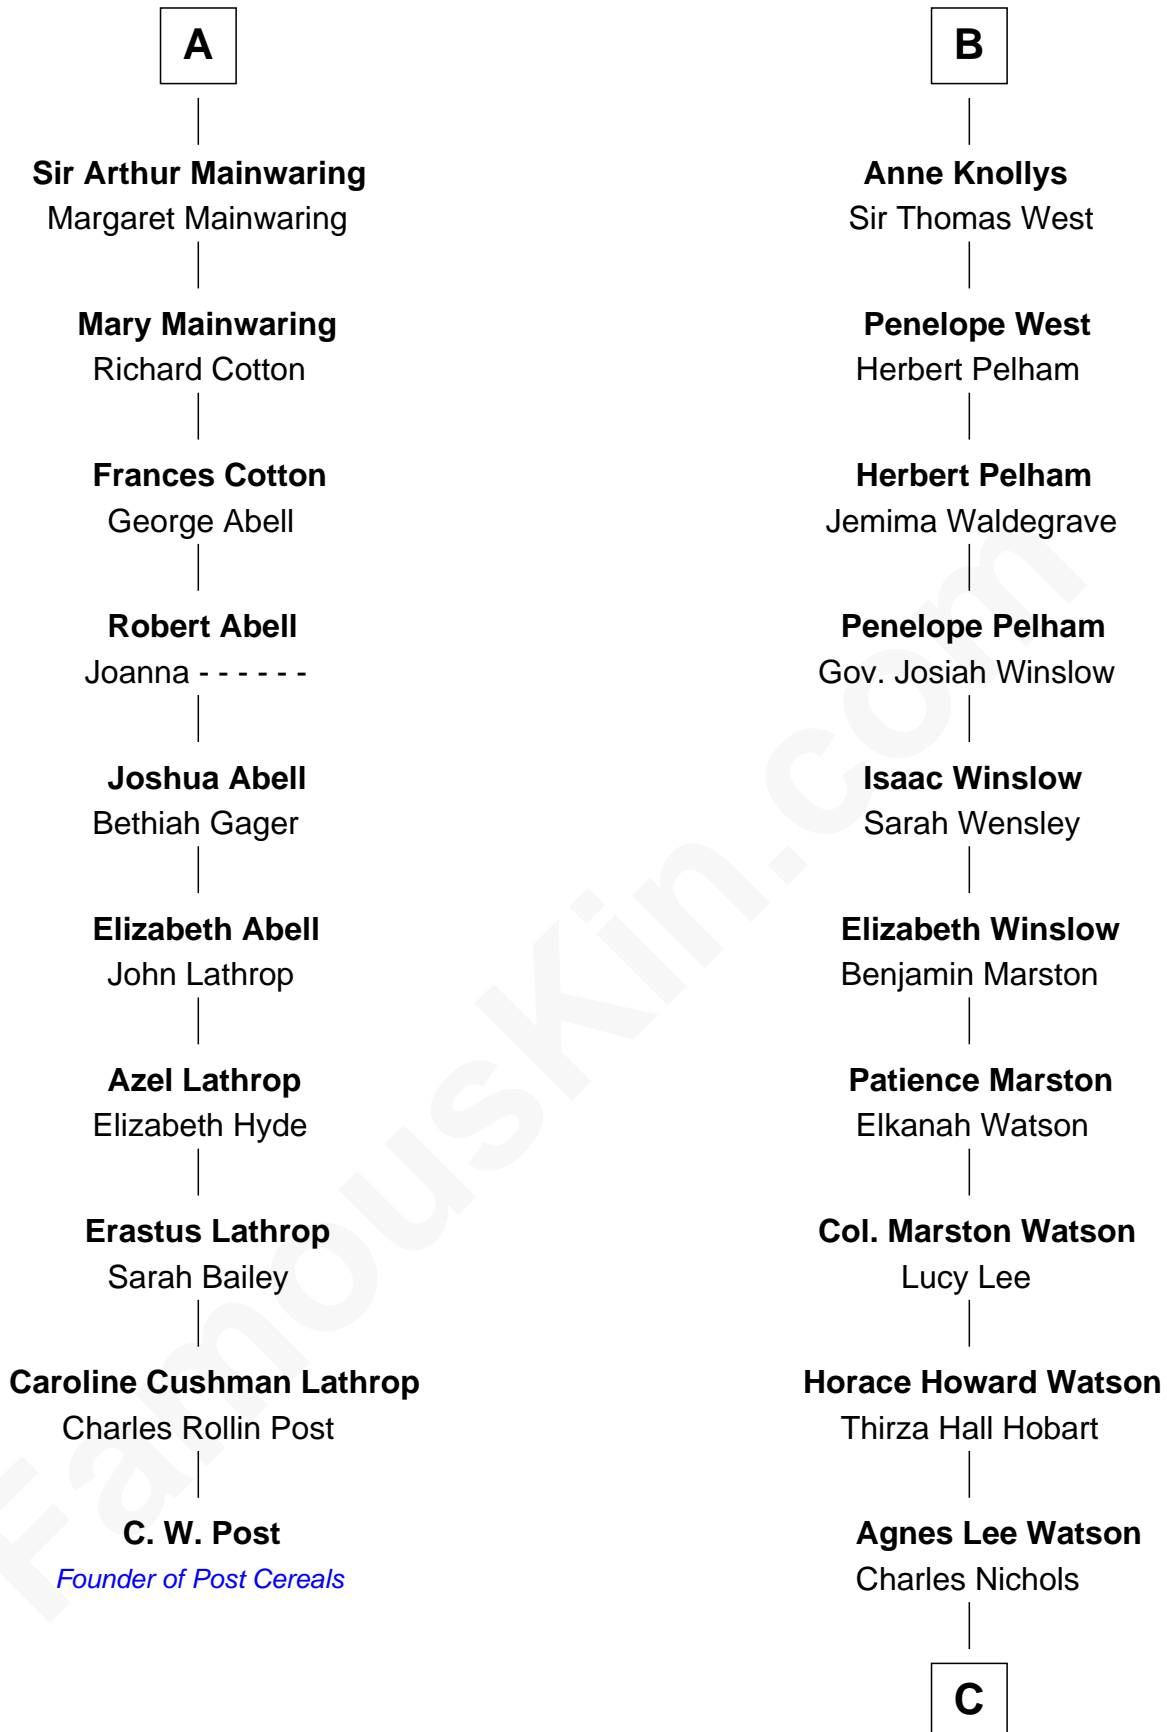 A
Sir Arthur Mainwaring
Margaret Mainwaring
Mary Mainwaring
Richard Cotton
Frances Cotton
George Abell
Robert Abell
Joanna - - - - - -
Joshua Abell
Bethiah Gager
Elizabeth Abell
John Lathrop
Azel Lathrop
Elizabeth Hyde
Erastus Lathrop
Sarah Bailey
Caroline Cushman Lathrop
Charles Rollin Post
C. W. Post
Founder of Post Cereals
B
Anne Knollys
Sir Thomas West
Penelope West
Herbert Pelham
Herbert Pelham
Jemima Waldegrave
Penelope Pelham
Gov. Josiah Winslow
Isaac Winslow
Sarah Wensley
Elizabeth Winslow
Benjamin Marston
Patience Marston
Elkanah Watson
Col. Marston Watson
Lucy Lee
Horace Howard Watson
Thirza Hall Hobart
Agnes Lee Watson
Charles Nichols
C
FamousKin.com